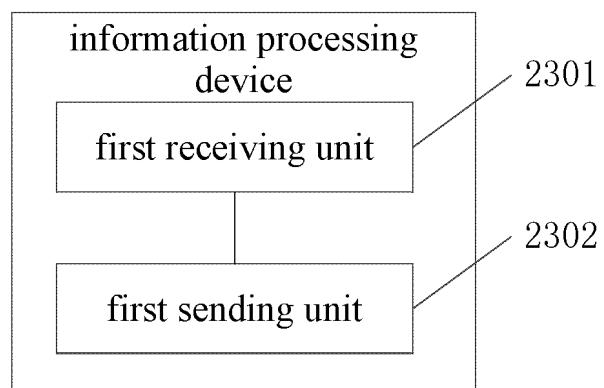 information processing
device
first receiving unit
2301
first sending unit
2302